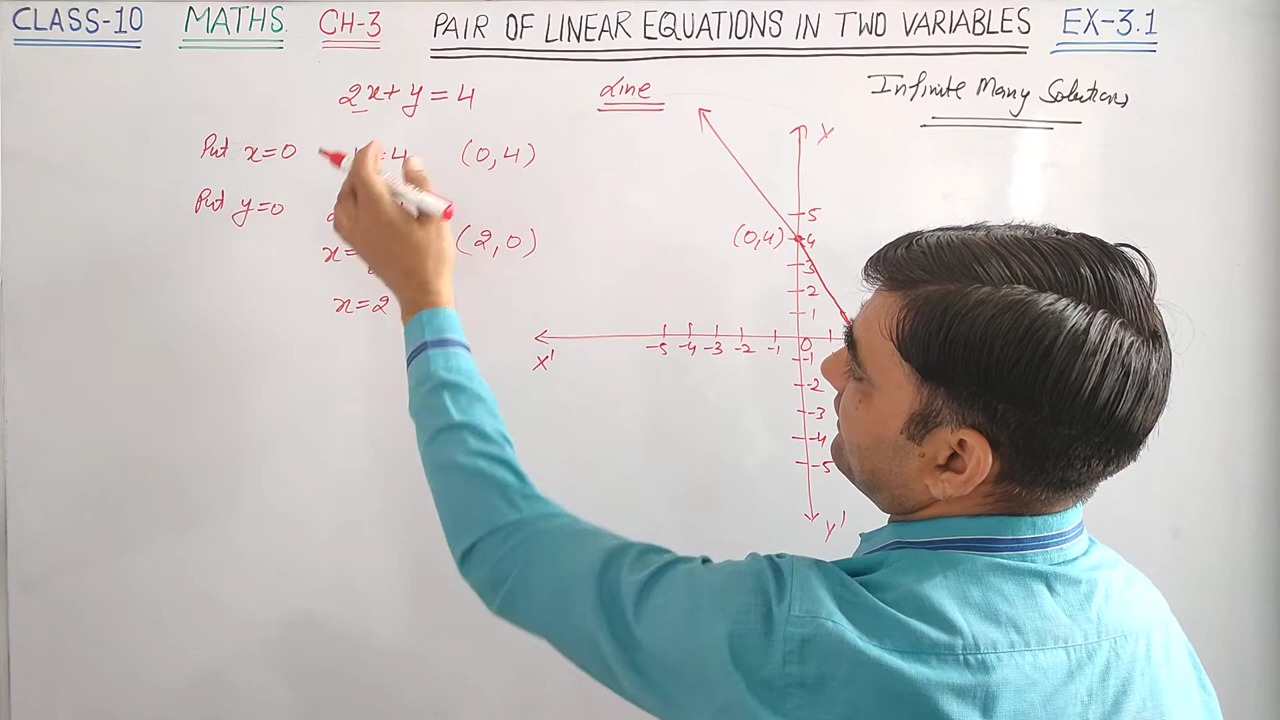 CLASS-10 MATHS CH-3 PAIR OF LINEAR EQUATIONS IN TWO VARIABLES EX-3.1
2x+y=4
Line
Infinite Many Solutions
Put x=0 =4 (0,4)
Put y=0
x= (2,0)
x=2
Y
5
(0,4) 4
3
2
1
X' -5 -4 -3 -2 -1 0
-1
-2
-3
-4
-5
Y'